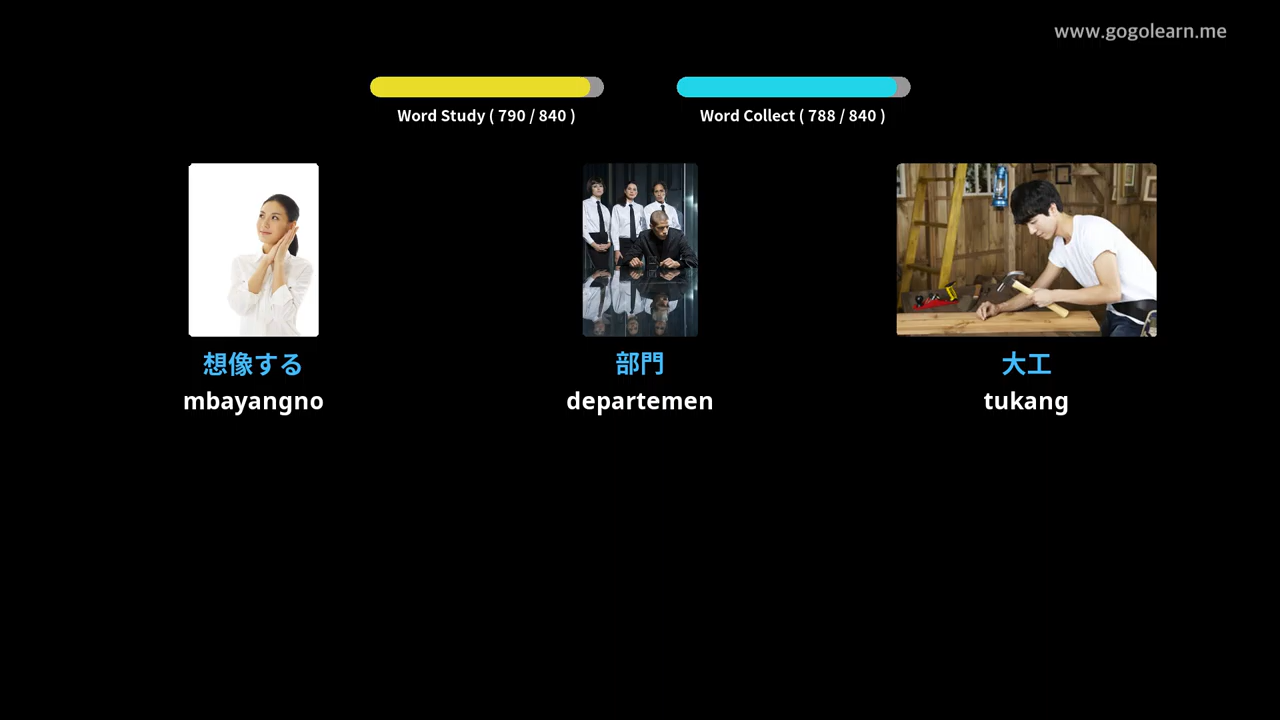 www.gogolearn.me
Word Study ( 790 / 840 )
Word Collect ( 788 / 840 )
想像する
mbayangno
部門
departemen
大工
tukang